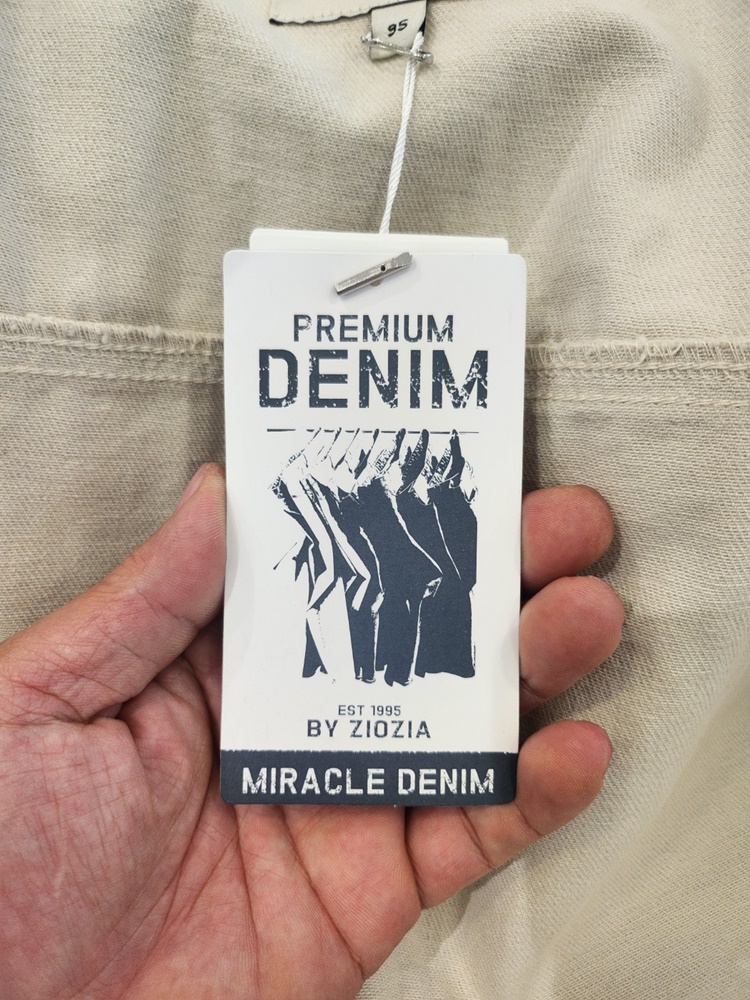 95
PREMIUM
DENIM
EST 1995
BY ZIOZIA
MIRACLE DENIM